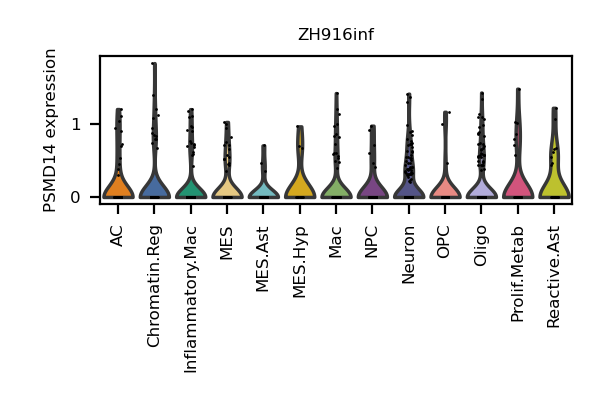 ZH916inf
PSMD14 expression
1
0
AC
Chromatin.Reg
Inflammatory.Mac
MES
MES.Ast
MES.Hyp
Mac
NPC
Neuron
OPC
Oligo
Prolif.Metab
Reactive.Ast